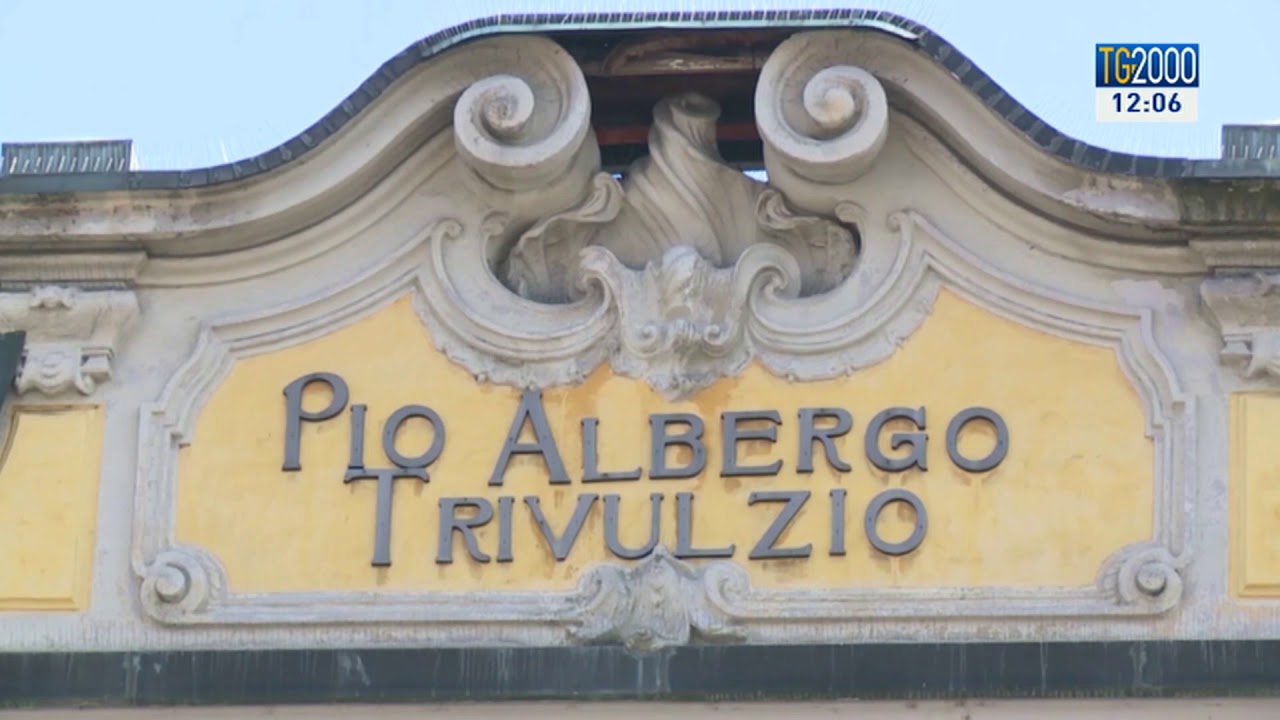 TG2000
12:06
PIO ALBERGO
TRIVULZIO